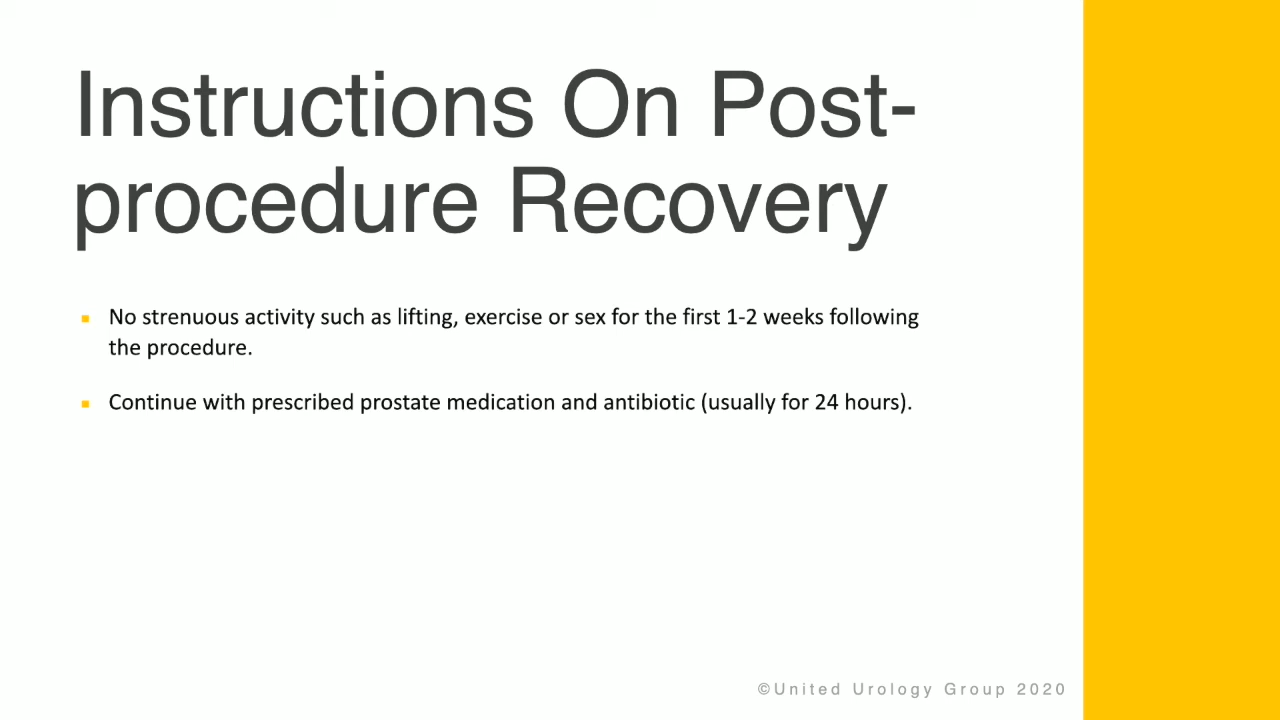 Instructions On Post-
procedure Recovery
▪ No strenuous activity such as lifting, exercise or sex for the first 1-2 weeks following
the procedure.
▪ Continue with prescribed prostate medication and antibiotic (usually for 24 hours).
©United Urology Group 2020